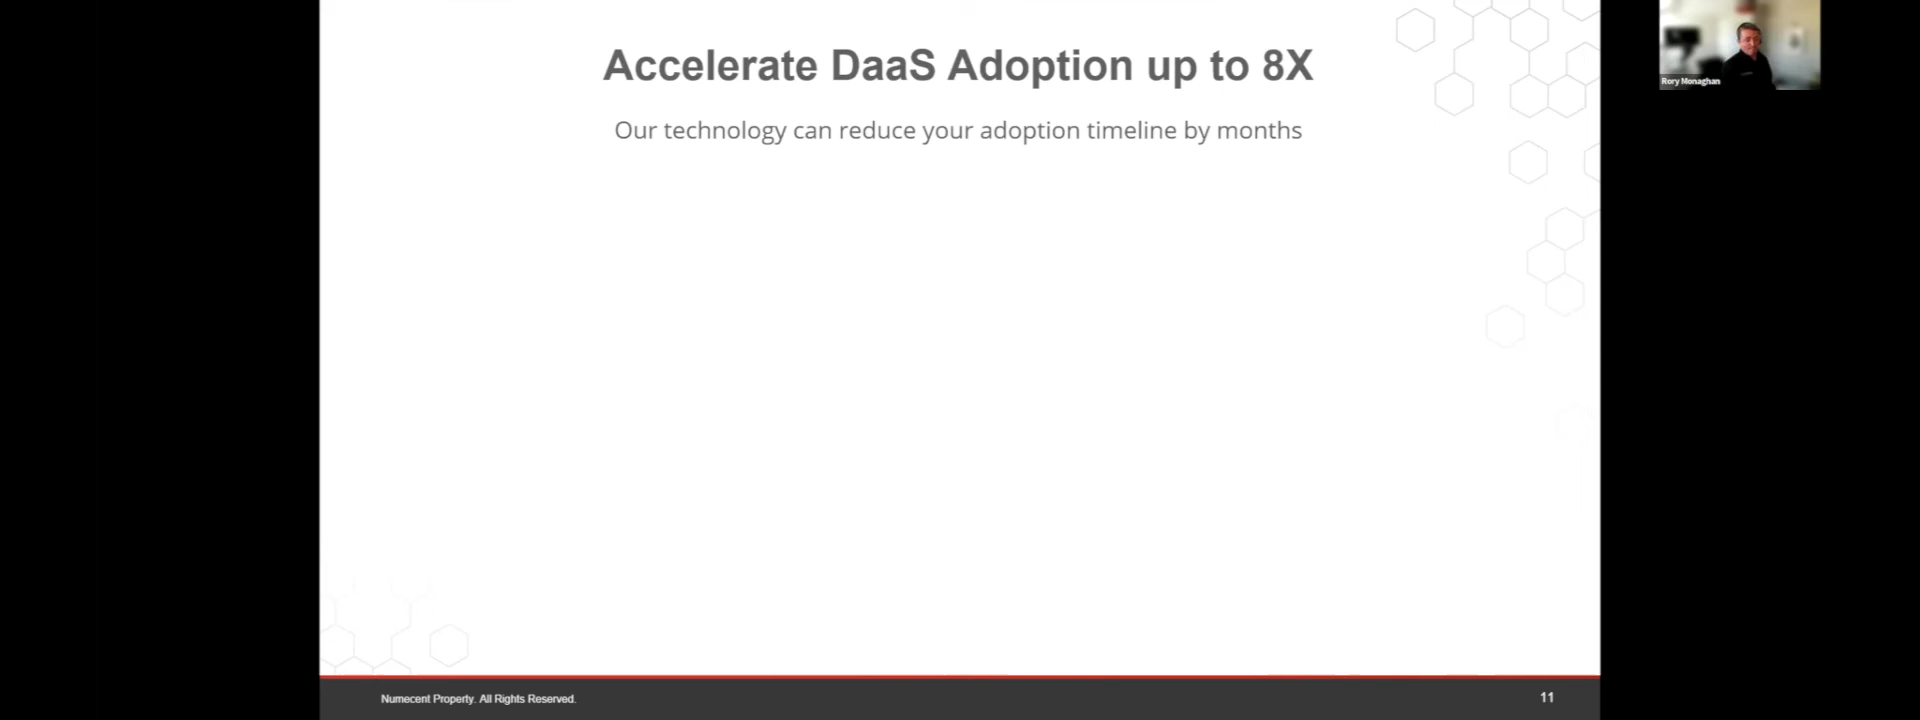 Accelerate DaaS Adoption up to 8X
Our technology can reduce your adoption timeline by months
Rory Monaghan
Numecent Property. All Rights Reserved.
11